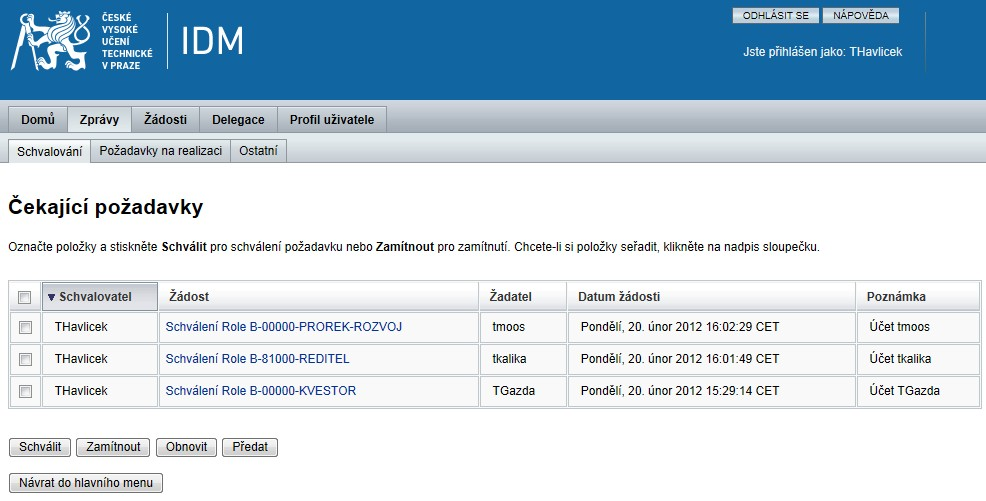 ČESKÉ
VYSOKÉ
UČENÍ
TECHNICKÉ
V PRAZE
IDM
ODHLÁSIT SE NÁPOVĚDA
Jste přihlášen jako: THavlicek
Domů Zprávy Žádosti Delegace Profil uživatele
Schvalování Požadavky na realizaci Ostatní
Čekající požadavky
Označte položky a stiskněte Schválit pro schválení požadavku nebo Zamítnout pro zamítnutí. Chcete-li si položky seřadit, klikněte na nadpis sloupečku.
Schvalovatel Žádost Žadatel Datum žádosti Poznámka
THavlicek Schválení Role B-00000-PROREK-ROZVOJ tmoos Pondělí, 20. únor 2012 16:02:29 CET Účet tmoos
THavlicek Schválení Role B-81000-REDITEL tkalika Pondělí, 20. únor 2012 16:01:49 CET Účet tkalika
THavlicek Schválení Role B-00000-KVESTOR TGazda Pondělí, 20. únor 2012 15:29:14 CET Účet TGazda
Schválit Zamítnout Obnovit Předat
Návrat do hlavního menu